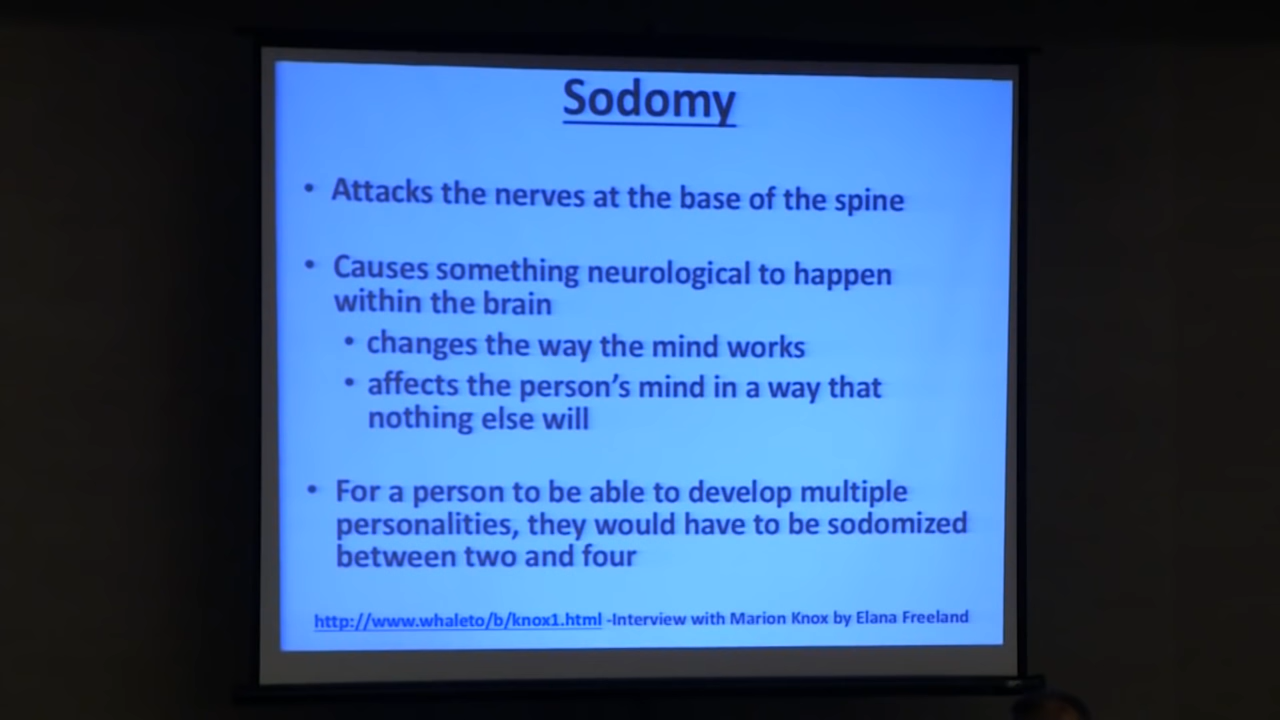 Sodomy
• Attacks the nerves at the base of the spine
• Causes something neurological to happen
within the brain
• changes the way the mind works
• affects the person's mind in a way that
nothing else will
• For a person to be able to develop multiple
personalities, they would have to be sodomized
between two and four
http://www.whaleto/b/knox1.html -Interview with Marion Knox by Elana Freeland